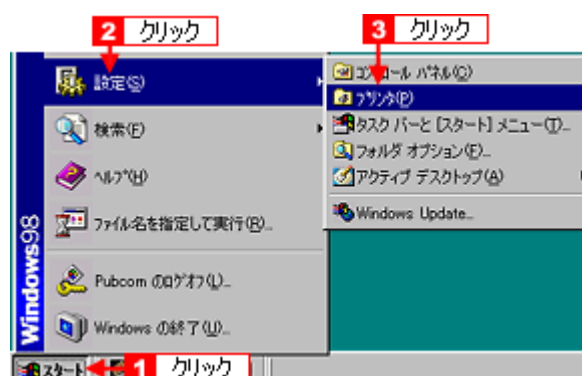 2 クリック
3 クリック
設定(S)
検索(F)
ヘルプ(H)
ファイル名を指定して実行(R)...
Pubcom のログオフ(L)...
Windows の終了(U)...
Windows98
コントロール パネル(C)
プリンタ(P)
タスク バーと [スタート] メニュー(T)...
フォルダ オプション(F)...
アクティブ デスクトップ(A)
Windows Update...
スタート
1 クリック